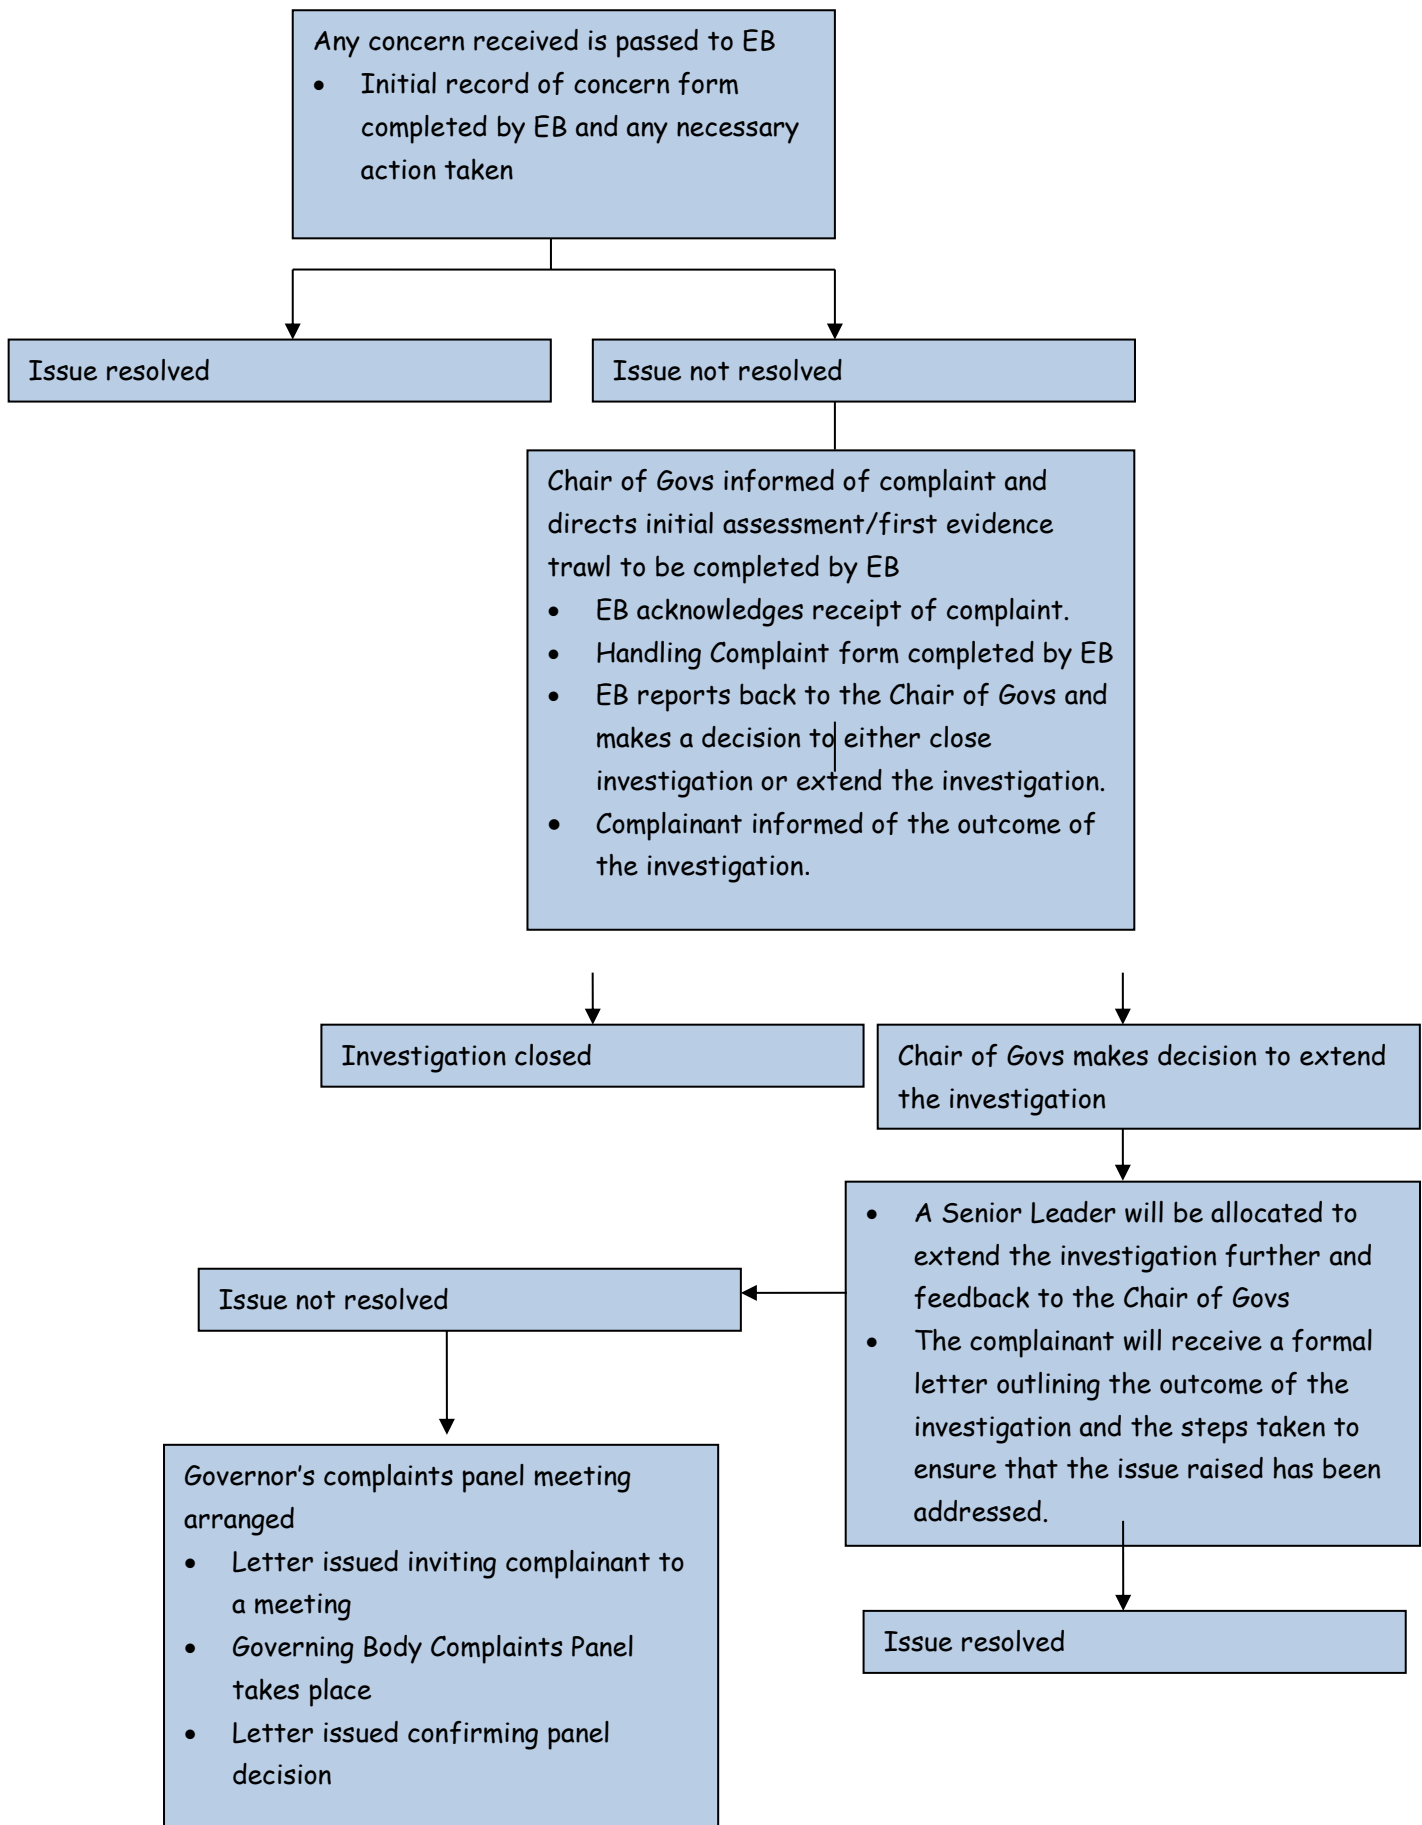 Any concern received is passed to EB
• Initial record of concern form
completed by EB and any necessary
action taken
Issue resolved
Issue not resolved
Chair of Govs informed of complaint and
directs initial assessment/first evidence
trawl to be completed by EB
• EB acknowledges receipt of complaint.
• Handling Complaint form completed by EB
• EB reports back to the Chair of Govs and
makes a decision to either close
investigation or extend the investigation.
• Complainant informed of the outcome of
the investigation.
Investigation closed
Chair of Govs makes decision to extend
the investigation
• A Senior Leader will be allocated to
extend the investigation further and
feedback to the Chair of Govs
• The complainant will receive a formal
letter outlining the outcome of the
investigation and the steps taken to
ensure that the issue raised has been
addressed.
Issue not resolved
Governor’s complaints panel meeting
arranged
• Letter issued inviting complainant to
a meeting
• Governing Body Complaints Panel
takes place
• Letter issued confirming panel
decision
Issue resolved